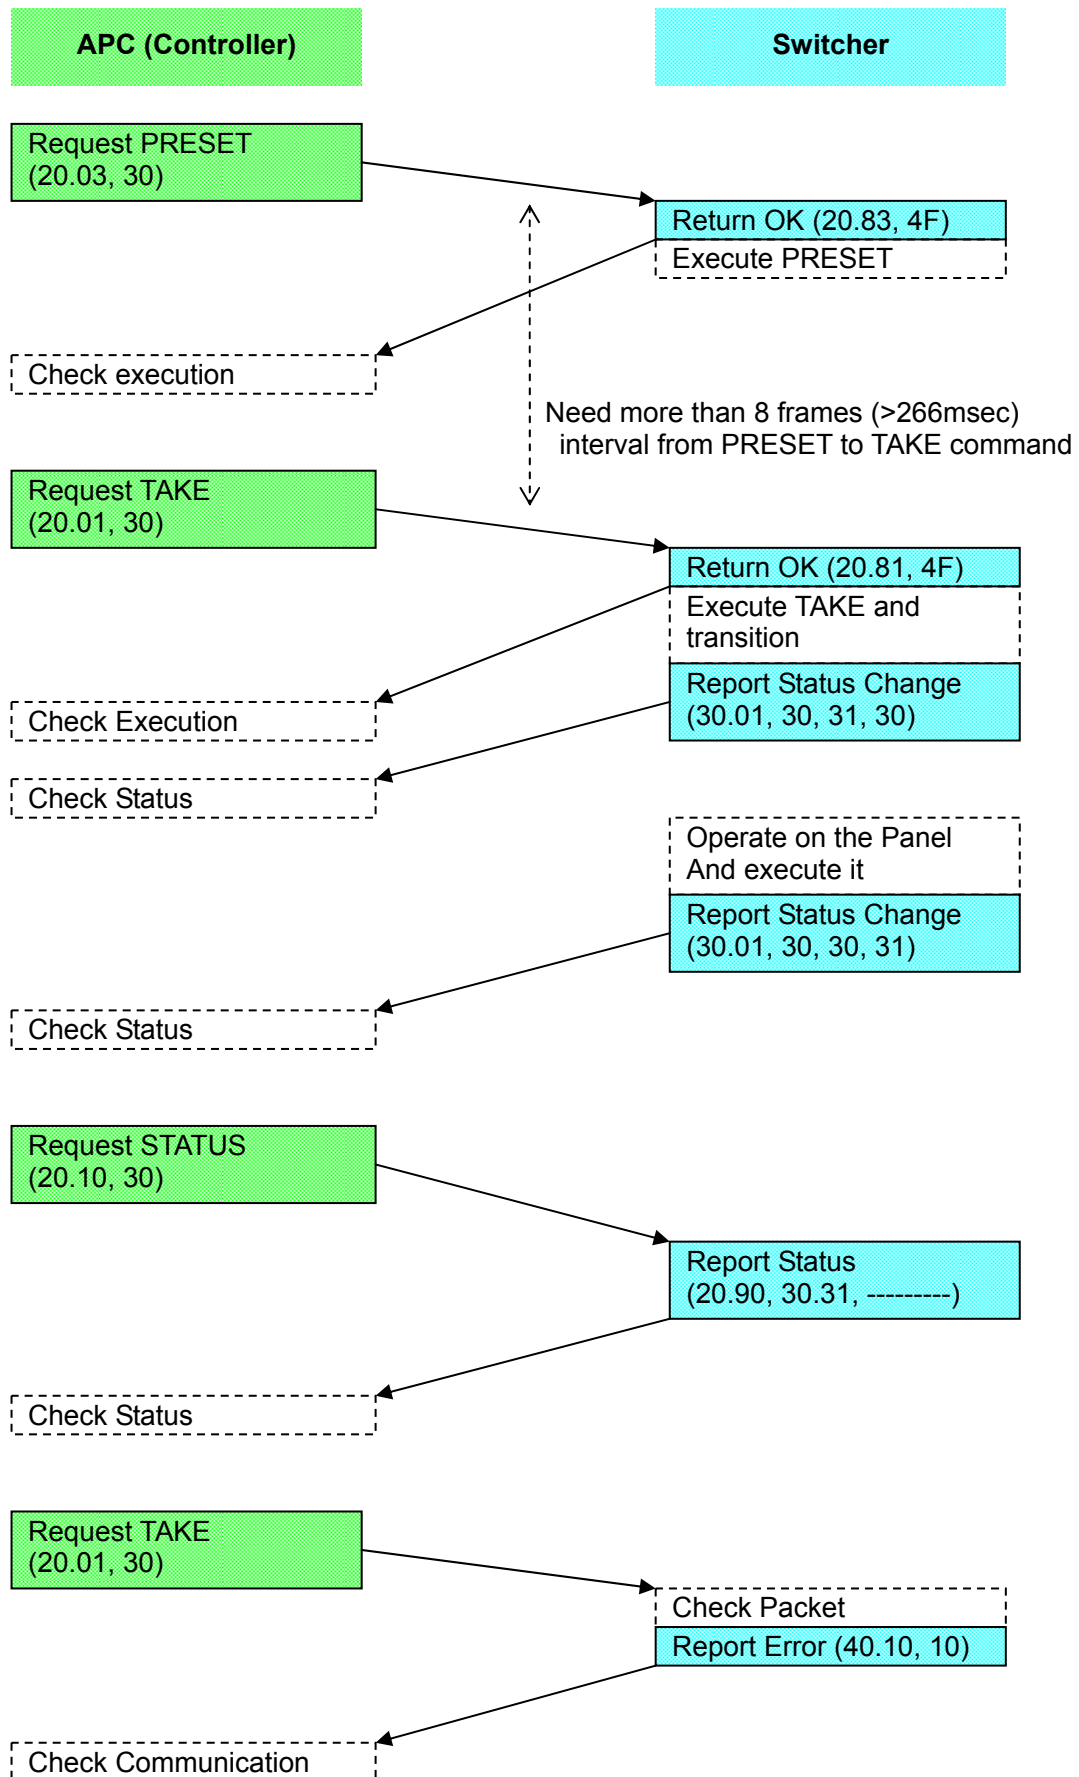 APC (Controller)
Switcher
Request PRESET
(20.03, 30)
Return OK (20.83, 4F)
Execute PRESET
Check execution
Need more than 8 frames (>266msec)
interval from PRESET to TAKE command
Request TAKE
(20.01, 30)
Return OK (20.81, 4F)
Execute TAKE and
transition
Report Status Change
(30.01, 30, 31, 30)
Check Execution
Check Status
Operate on the Panel
And execute it
Report Status Change
(30.01, 30, 30, 31)
Check Status
Request STATUS
(20.10, 30)
Report Status
(20.90, 30.31, ---------)
Check Status
Request TAKE
(20.01, 30)
Check Packet
Report Error (40.10, 10)
Check Communication